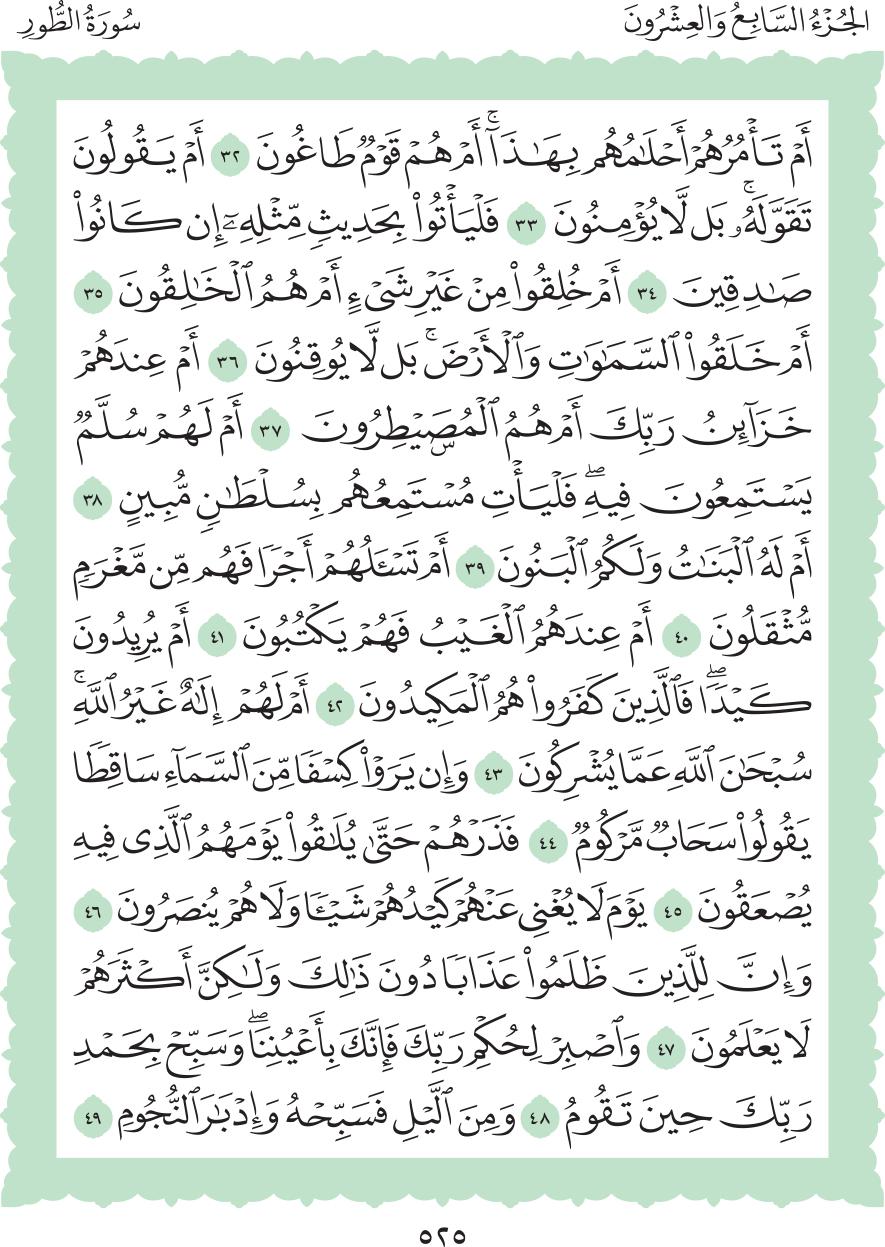 الجُزْءُ السَّابِعُ وَالعِشْرُونَ
سُورَةُ الطُّورِ
أَمْ تَأْمُرُهُمْ أَحْلَٰمُهُم بِهَٰذَآۚ أَمْ هُمْ قَوْمٌ طَاغُونَ ٣٢ أَمْ يَقُولُونَ
تَقَوَّلَهُۥۚ بَل لَّا يُؤْمِنُونَ ٣٣ فَلْيَأْتُوا۟ بِحَدِيثٍ مِّثْلِهِۦٓ إِن كَانُوا۟
صَٰدِقِينَ ٣٤ أَمْ خُلِقُوا۟ مِنْ غَيْرِ شَىْءٍ أَمْ هُمُ ٱلْخَٰلِقُونَ ٣٥
أَمْ خَلَقُوا۟ ٱلسَّمَٰوَٰتِ وَٱلْأَرْضَۚ بَل لَّا يُوقِنُونَ ٣٦ أَمْ عِندَهُمْ
خَزَآئِنُ رَبِّكَ أَمْ هُمُ ٱلْمُصَۣيْطِرُونَ ٣٧ أَمْ لَهُمْ سُلَّمٌ
يَسْتَمِعُونَ فِيهِۖ فَلْيَأْتِ مُسْتَمِعُهُم بِسُلْطَٰنٍ مُّبِينٍ ٣٨
أَمْ لَهُ ٱلْبَنَٰتُ وَلَكُمُ ٱلْبَنُونَ ٣٩ أَمْ تَسْـَٔلُهُمْ أَجْرًا فَهُم مِّن مَّغْرَمٍ
مُّثْقَلُونَ ٤٠ أَمْ عِندَهُمُ ٱلْغَيْبُ فَهُمْ يَكْتُبُونَ ٤١ أَمْ يُرِيدُونَ
كَيْدًاۖ فَٱلَّذِينَ كَفَرُوا۟ هُمُ ٱلْمَكِيدُونَ ٤٢ أَمْ لَهُمْ إِلَٰهٌ غَيْرُ ٱللَّهِۚ
سُبْحَٰنَ ٱللَّهِ عَمَّا يُشْرِكُونَ ٤٣ وَإِن يَرَوْا۟ كِسْفًا مِّنَ ٱلسَّمَآءِ سَاقِطًا
يَقُولُوا۟ سَحَابٌ مَّرْكُومٌ ٤٤ فَذَرْهُمْ حَتَّىٰ يُلَٰقُوا۟ يَوْمَهُمُ ٱلَّذِى فِيهِ
يُصْعَقُونَ ٤٥ يَوْمَ لَا يُغْنِى عَنْهُمْ كَيْدُهُمْ شَيْـًٔا وَلَا هُمْ يُنصَرُونَ ٤٦
وَإِنَّ لِلَّذِينَ ظَلَمُوا۟ عَذَابًا دُونَ ذَٰلِكَ وَلَٰكِنَّ أَكْثَرَهُمْ
لَا يَعْلَمُونَ ٤٧ وَٱصْبِرْ لِحُكْمِ رَبِّكَ فَإِنَّكَ بِأَعْيُنِنَاۖ وَسَبِّحْ بِحَمْدِ
رَبِّكَ حِينَ تَقُومُ ٤٨ وَمِنَ ٱلَّيْلِ فَسَبِّحْهُ وَإِدْبَٰرَ ٱلنُّجُومِ ٤٩
٥٢٥